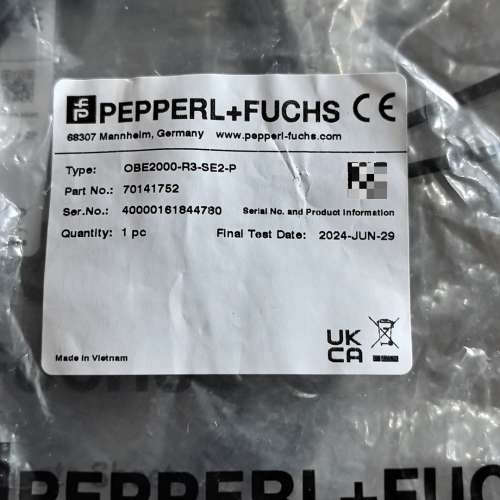 PEPPERL+FUCHS CE
68307 Mannheim, Germany www.pepperl-fuchs.com
Type: OBE2000-R3-SE2-P
Part No.: 70141752
Ser.No.: 40000161844780 Serial No. and Product Information
Quantity: 1 pc Final Test Date: 2024-JUN-29
UK
CA
Made in Vietnam
PEPPERL+FUC